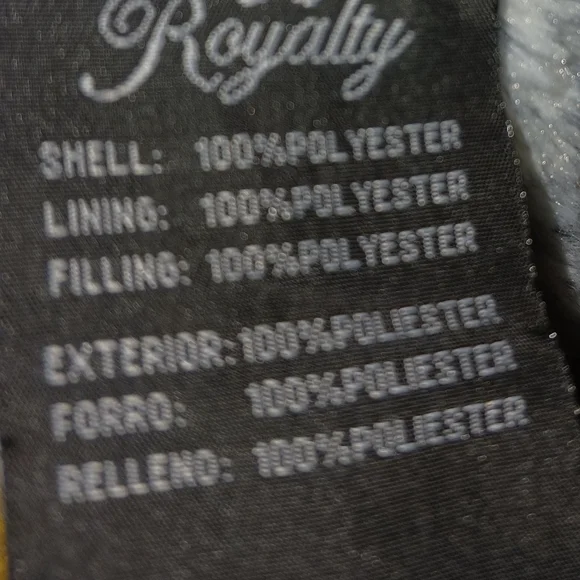 Royalty
SHELL: 100%POLYESTER
LINING: 100%POLYESTER
FILLING: 100%POLYESTER
EXTERIOR:100%POLIESTER
FORRO: 100%POLIESTER
RELLENO: 100%POLIESTER